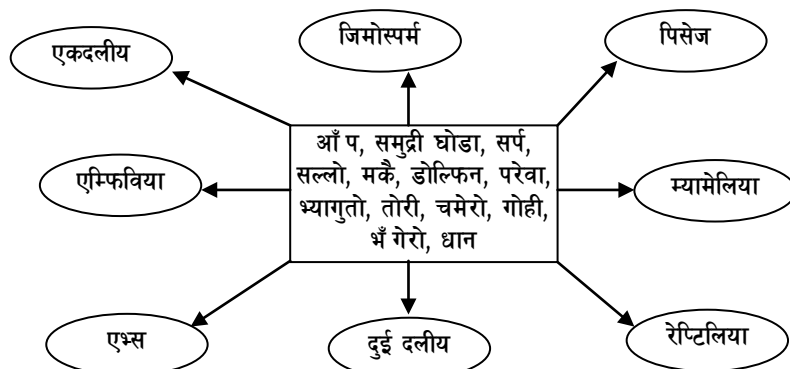 एकदलीय
जिमोस्पर्म
पिसेज
आँ प, समुद्री घोडा, सर्प,
सल्लो, मकै, डोल्फिन, परेवा,
भ्यागुतो, तोरी, चमेरो, गोही,
भँ गेरो, धान
एम्फिविया
म्यामेलिया
एभ्स
दुई दलीय
रेप्टिलिया